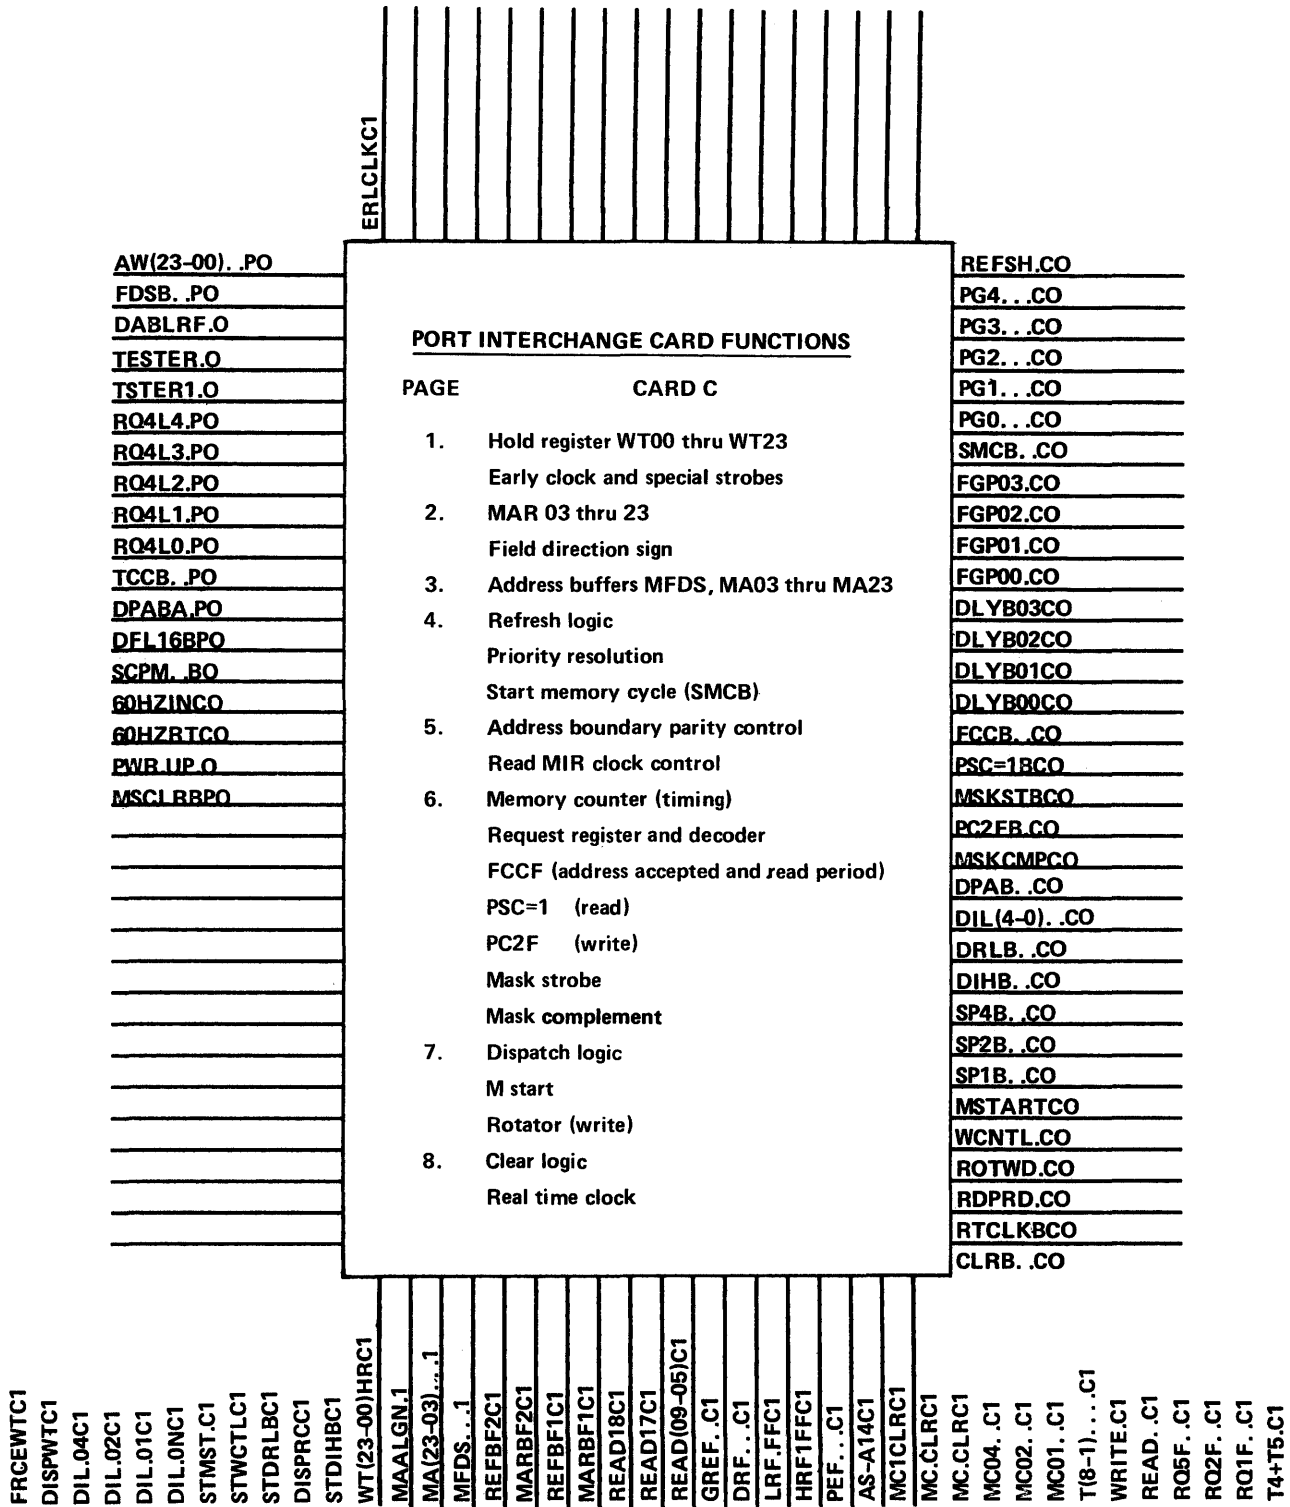 ERLCLKC1
AW(23-00). .PO
FDSB. .PO
DABLRF.O
TESTER.O
TSTER1.O
RQ4L4.PO
RQ4L3.PO
RQ4L2.PO
RQ4L1.PO
RQ4L0.PO
TCCB. .PO
DPABA.PO
DFL16BPO
SCPM. .BO
60HZINCO
60HZRTCO
PWR.UP.O
MSCLRBPO
PORT INTERCHANGE CARD FUNCTIONS
PAGE CARD C
1. Hold register WT00 thru WT23
Early clock and special strobes
2. MAR 03 thru 23
Field direction sign
3. Address buffers MFDS, MA03 thru MA23
4. Refresh logic
Priority resolution
Start memory cycle (SMCB)
5. Address boundary parity control
Read MIR clock control
6. Memory counter (timing)
Request register and decoder
FCCF (address accepted and read period)
PSC=1 (read)
PC2F (write)
Mask strobe
Mask complement
7. Dispatch logic
M start
Rotator (write)
8. Clear logic
Real time clock
REFSH.CO
PG4. . .CO
PG3. . .CO
PG2. . .CO
PG1. . .CO
PG0. . .CO
SMCB. .CO
FGP03.CO
FGP02.CO
FGP01.CO
FGP00.CO
DLYB03CO
DLYB02CO
DLYB01CO
DLYB00CO
FCCB. .CO
PSC=1BCO
MSKSTBCO
PC2FB.CO
MSKCMPCO
DPAB. .CO
DIL(4-0). .CO
DRLB. .CO
DIHB. .CO
SP4B. .CO
SP2B. .CO
SP1B. .CO
MSTARTCO
WCNTL.CO
ROTWD.CO
RDPRD.CO
RTCLKBCO
CLRB. .CO
FRCEWTC1
DISPWTC1
DIL.04C1
DIL.02C1
DIL.01C1
DIL.0NC1
STMST.C1
STWCTLC1
STDRLBC1
DISPRCC1
STDIHBC1
WT(23-00)HRC1
MAALGN.1
MA(23-03). . .1
MFDS. . .1
REFBF2C1
MARBF2C1
REFBF1C1
MARBF1C1
READ18C1
READ17C1
READ(09-05)C1
GREF. .C1
DRF. . .C1
LRF.FFC1
HRF1FFC1
PEF. . .C1
AS-A14C1
MC1CLRC1
MC.CLRC1
MC.CLRC1
MC04. .C1
MC02. .C1
MC01. .C1
T(8-1). . . .C1
WRITE.C1
READ. .C1
RQ5F. .C1
RQ2F. .C1
RQ1F. .C1
T4+T5.C1